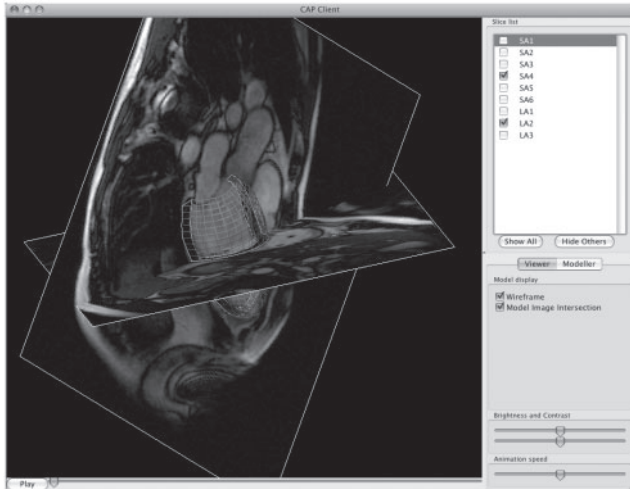 CAP Client
Slice list
SA1
SA2
SA3
SA4
SA5
SA6
LA1
LA2
LA3
Show All
Hide Others
Viewer
Modeller
Model display
Wireframe
Model Image Intersection
Brightness and Contrast
Animation speed
Play